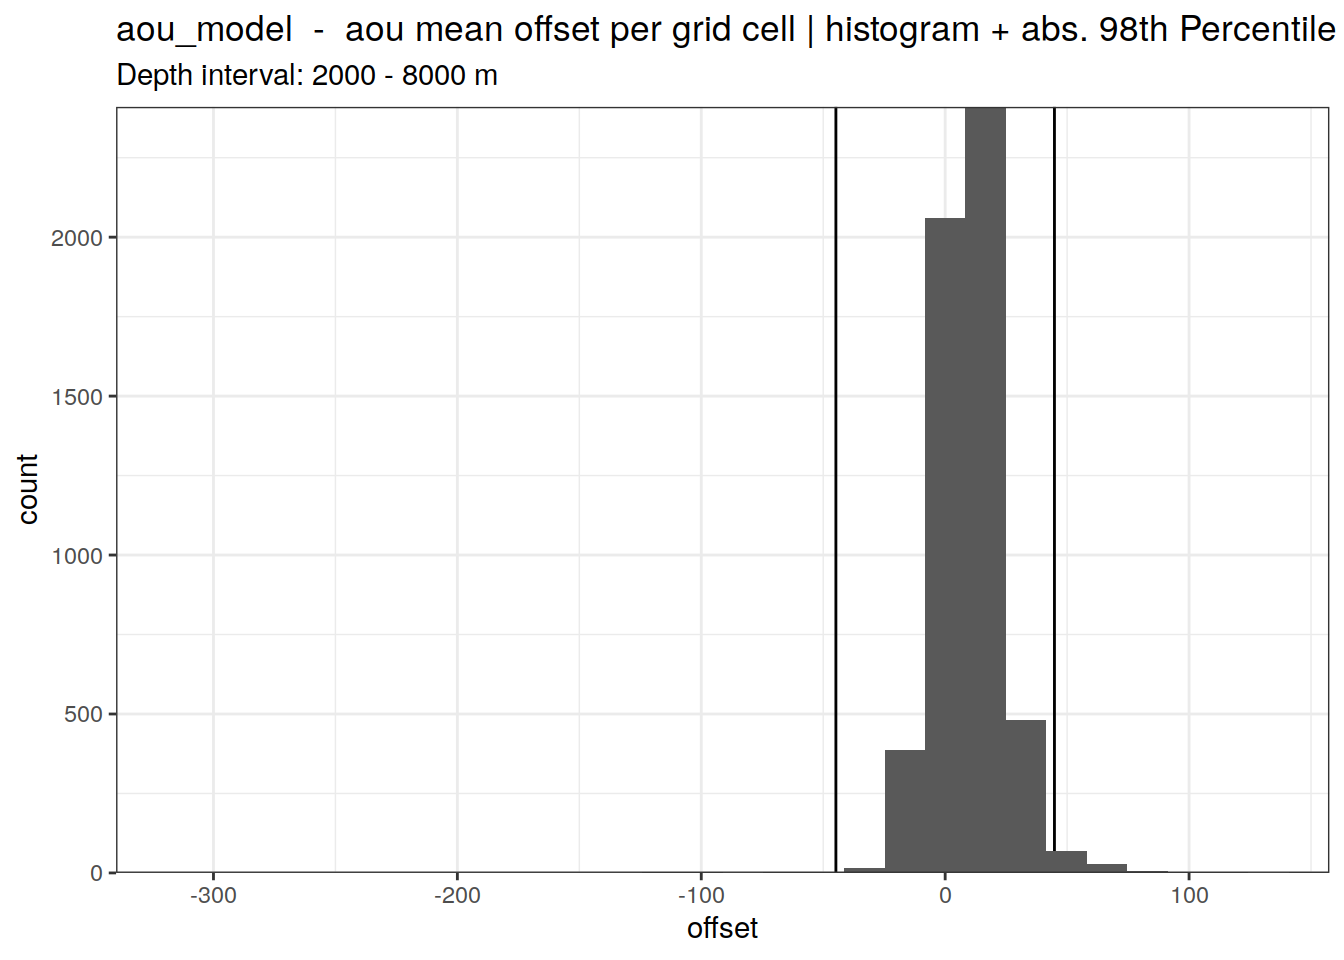 aou_model  -  aou mean offset per grid cell | histogram + abs. 98th Percentile
Depth interval: 2000 - 8000 m
2000
1500
1000
500
0
count
-300 -200 -100 0 100
offset